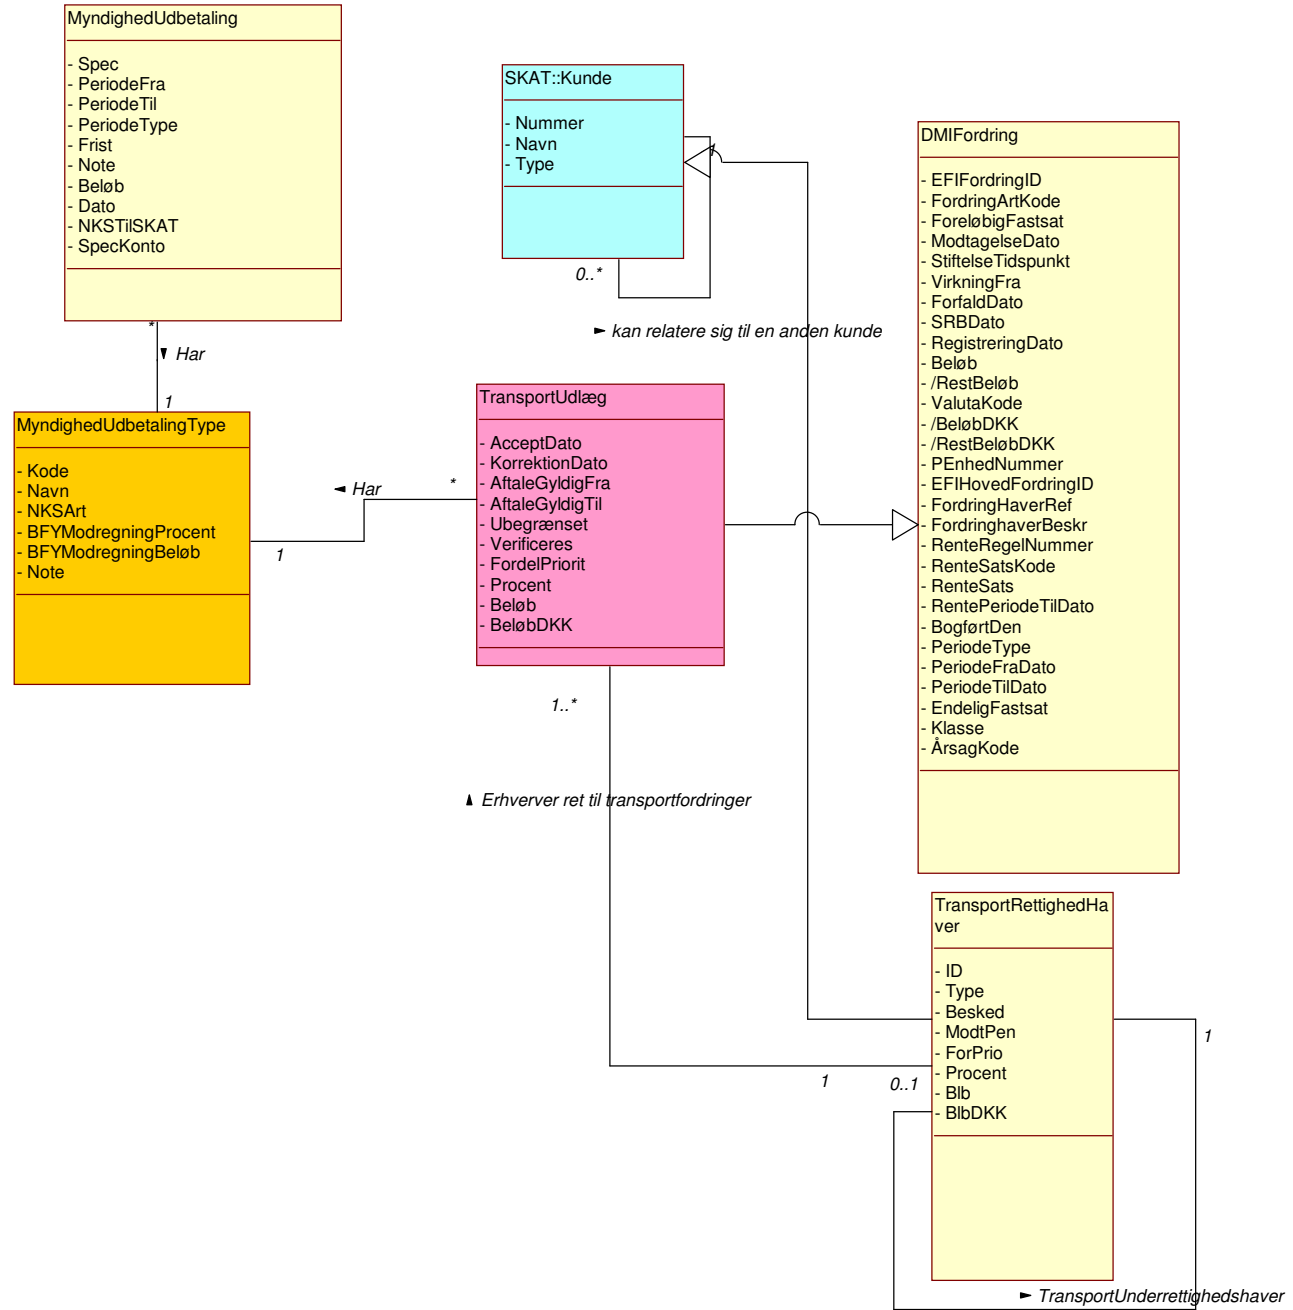 MyndighedUdbetaling
- Spec
- PeriodeFra
- PeriodeTil
- PeriodeType
- Frist
- Note
- Beløb
- Dato
- NKSTilSKAT
- SpecKonto
*
Har
1
SKAT::Kunde
- Nummer
- Navn
- Type
1
0..*
kan relatere sig til en anden kunde
DMIFordring
- EFIFordringID
- FordringArtKode
- ForeløbigFastsat
- ModtagelseDato
- StiftelseTidspunkt
- VirkningFra
- ForfaldDato
- SRBDato
- RegistreringDato
- Beløb
- /RestBeløb
- ValutaKode
- /BeløbDKK
- /RestBeløbDKK
- PEnhedNummer
- EFIHovedFordringID
- FordringHaverRef
- FordringhaverBeskr
- RenteRegelNummer
- RenteSatsKode
- RenteSats
- RentePeriodeTilDato
- BogførtDen
- PeriodeType
- PeriodeFraDato
- PeriodeTilDato
- EndeligFastsat
- Klasse
- ÅrsagKode
MyndighedUdbetalingType
- Kode
- Navn
- NKSArt
- BFYModregningProcent
- BFYModregningBeløb
- Note
Har
*
1
TransportUdlæg
- AcceptDato
- KorrektionDato
- AftaleGyldigFra
- AftaleGyldigTil
- Ubegrænset
- Verificeres
- FordelPriorit
- Procent
- Beløb
- BeløbDKK
1..*
Erhverver ret til transportfordringer
1
0..1
TransportRettighedHa
ver
- ID
- Type
- Besked
- ModtPen
- ForPrio
- Procent
- Blb
- BlbDKK
1
TransportUnderrettighedshaver